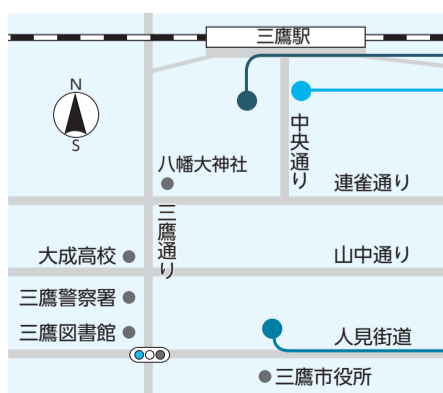 三鷹駅
N
S
中央通り
八幡大神社
連雀通り
三鷹通り
大成高校
山中通り
三鷹警察署
三鷹図書館
人見街道
三鷹市役所